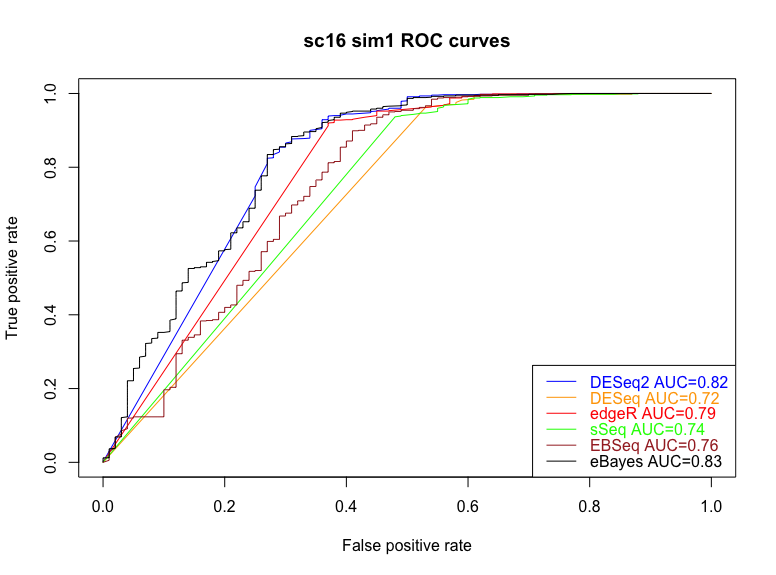 sc16 sim1 ROC curves
True positive rate
1.0
0.8
0.6
0.4
0.2
0.0
DESeq2 AUC=0.82
DESeq AUC=0.72
edgeR AUC=0.79
sSeq AUC=0.74
EBSeq AUC=0.76
eBayes AUC=0.83
0.0 0.2 0.4 0.6 0.8 1.0
False positive rate